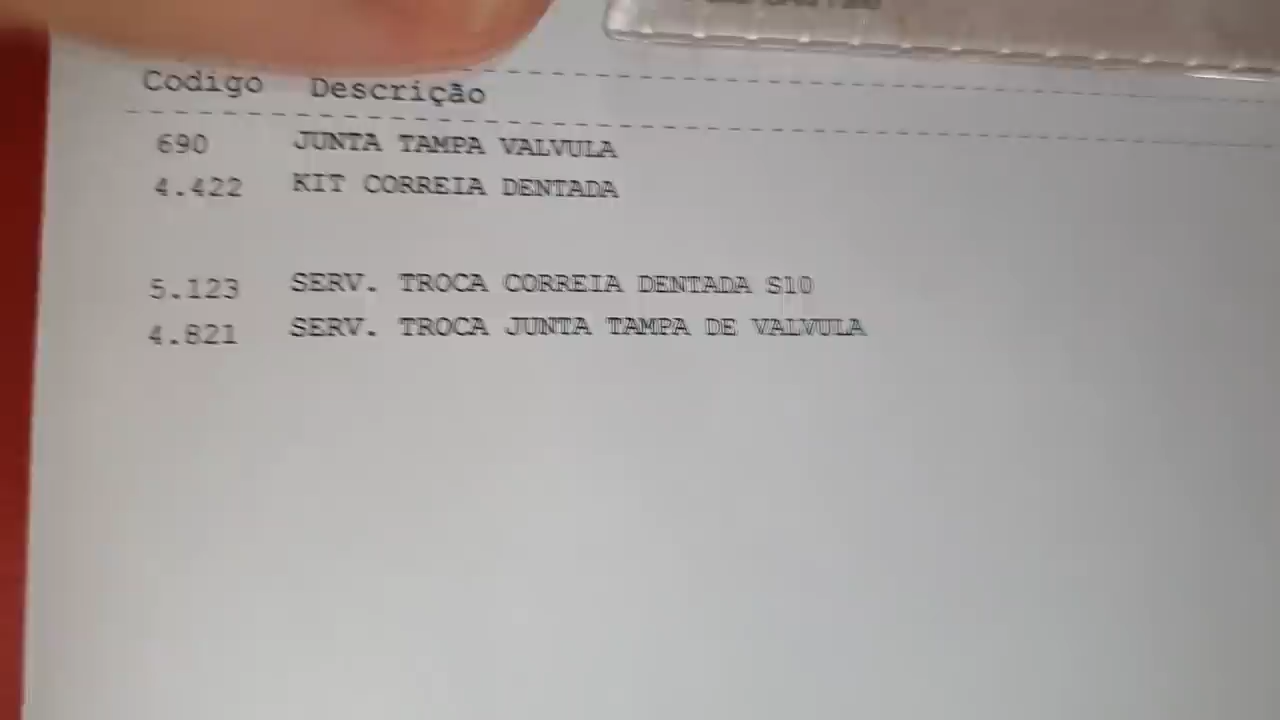 Codigo Descrição
690 JUNTA TAMPA VALVULA
4.422 KIT CORREIA DENTADA
5.123 SERV. TROCA CORREIA DENTADA S10
4.821 SERV. TROCA JUNTA TAMPA DE VALVULA